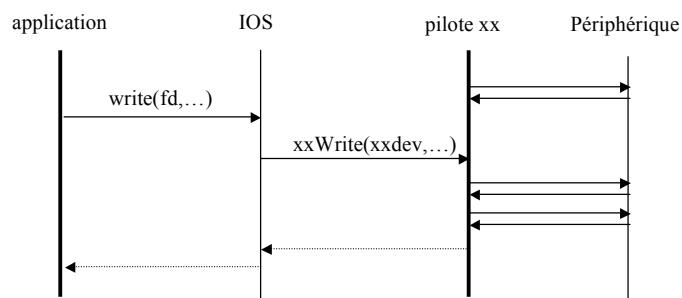 application IOS pilote xx Périphérique
write(fd,…)
xxWrite(xxdev,…)